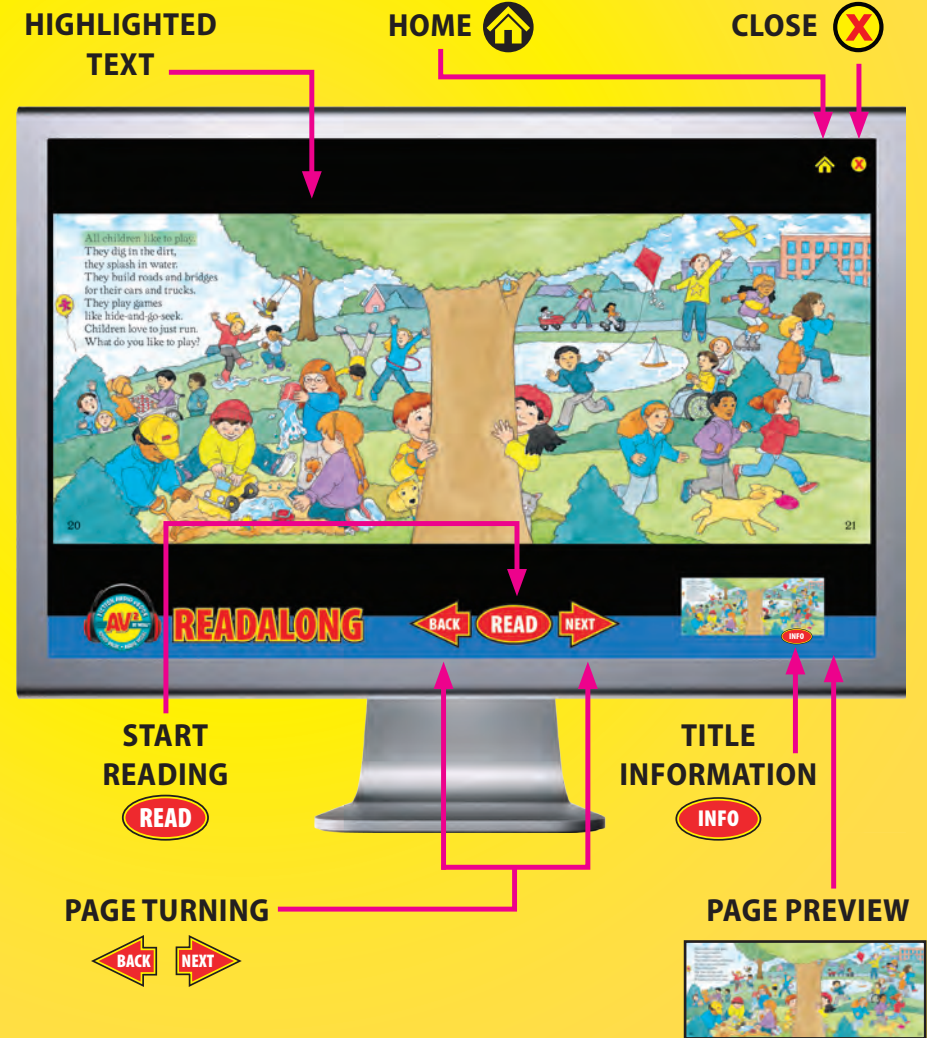 HIGHLIGHTED
TEXT
HOME
CLOSE X
X
All children like to play.
They dig in the dirt,
they splash in water.
They build roads and bridges
for their cars and trucks.
They play games
like hide-and-go-seek.
Children love to just run.
What do you like to play?
20
21
AV²
READALONG
BACK
READ
NEXT
INFO
START
READING
READ
TITLE
INFORMATION
INFO
PAGE TURNING
BACK
NEXT
PAGE PREVIEW